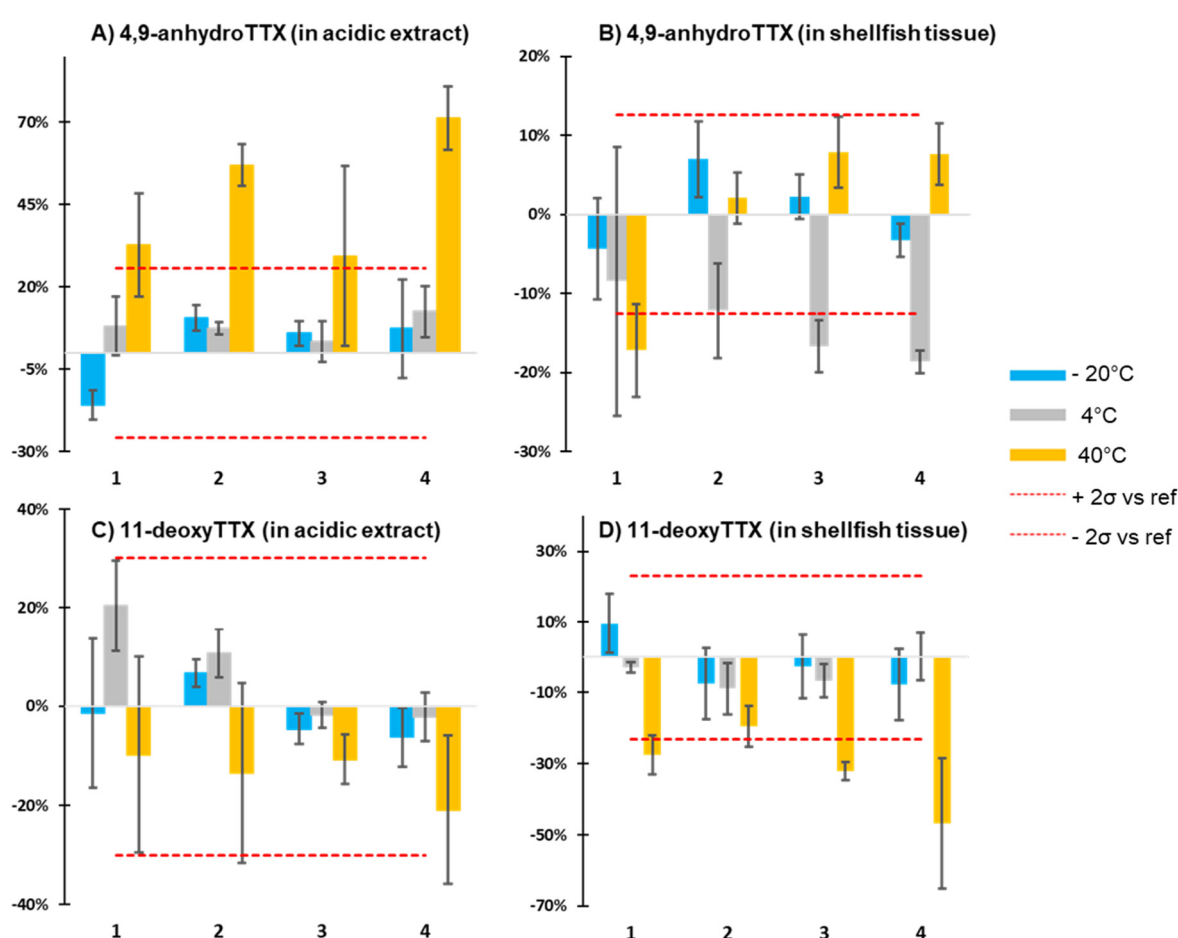 A) 4,9-anhydroTTX (in acidic extract)
70%
45%
20%
-5%
-30%
1 2 3 4
B) 4,9-anhydroTTX (in shellfish tissue)
20%
10%
0%
-10%
-20%
-30%
1 2 3 4
- 20°C
4°C
40°C
+ 2σ vs ref
- 2σ vs ref
C) 11-deoxyTTX (in acidic extract)
40%
20%
0%
-20%
-40%
1 2 3 4
D) 11-deoxyTTX (in shellfish tissue)
30%
10%
-10%
-30%
-50%
-70%
1 2 3 4